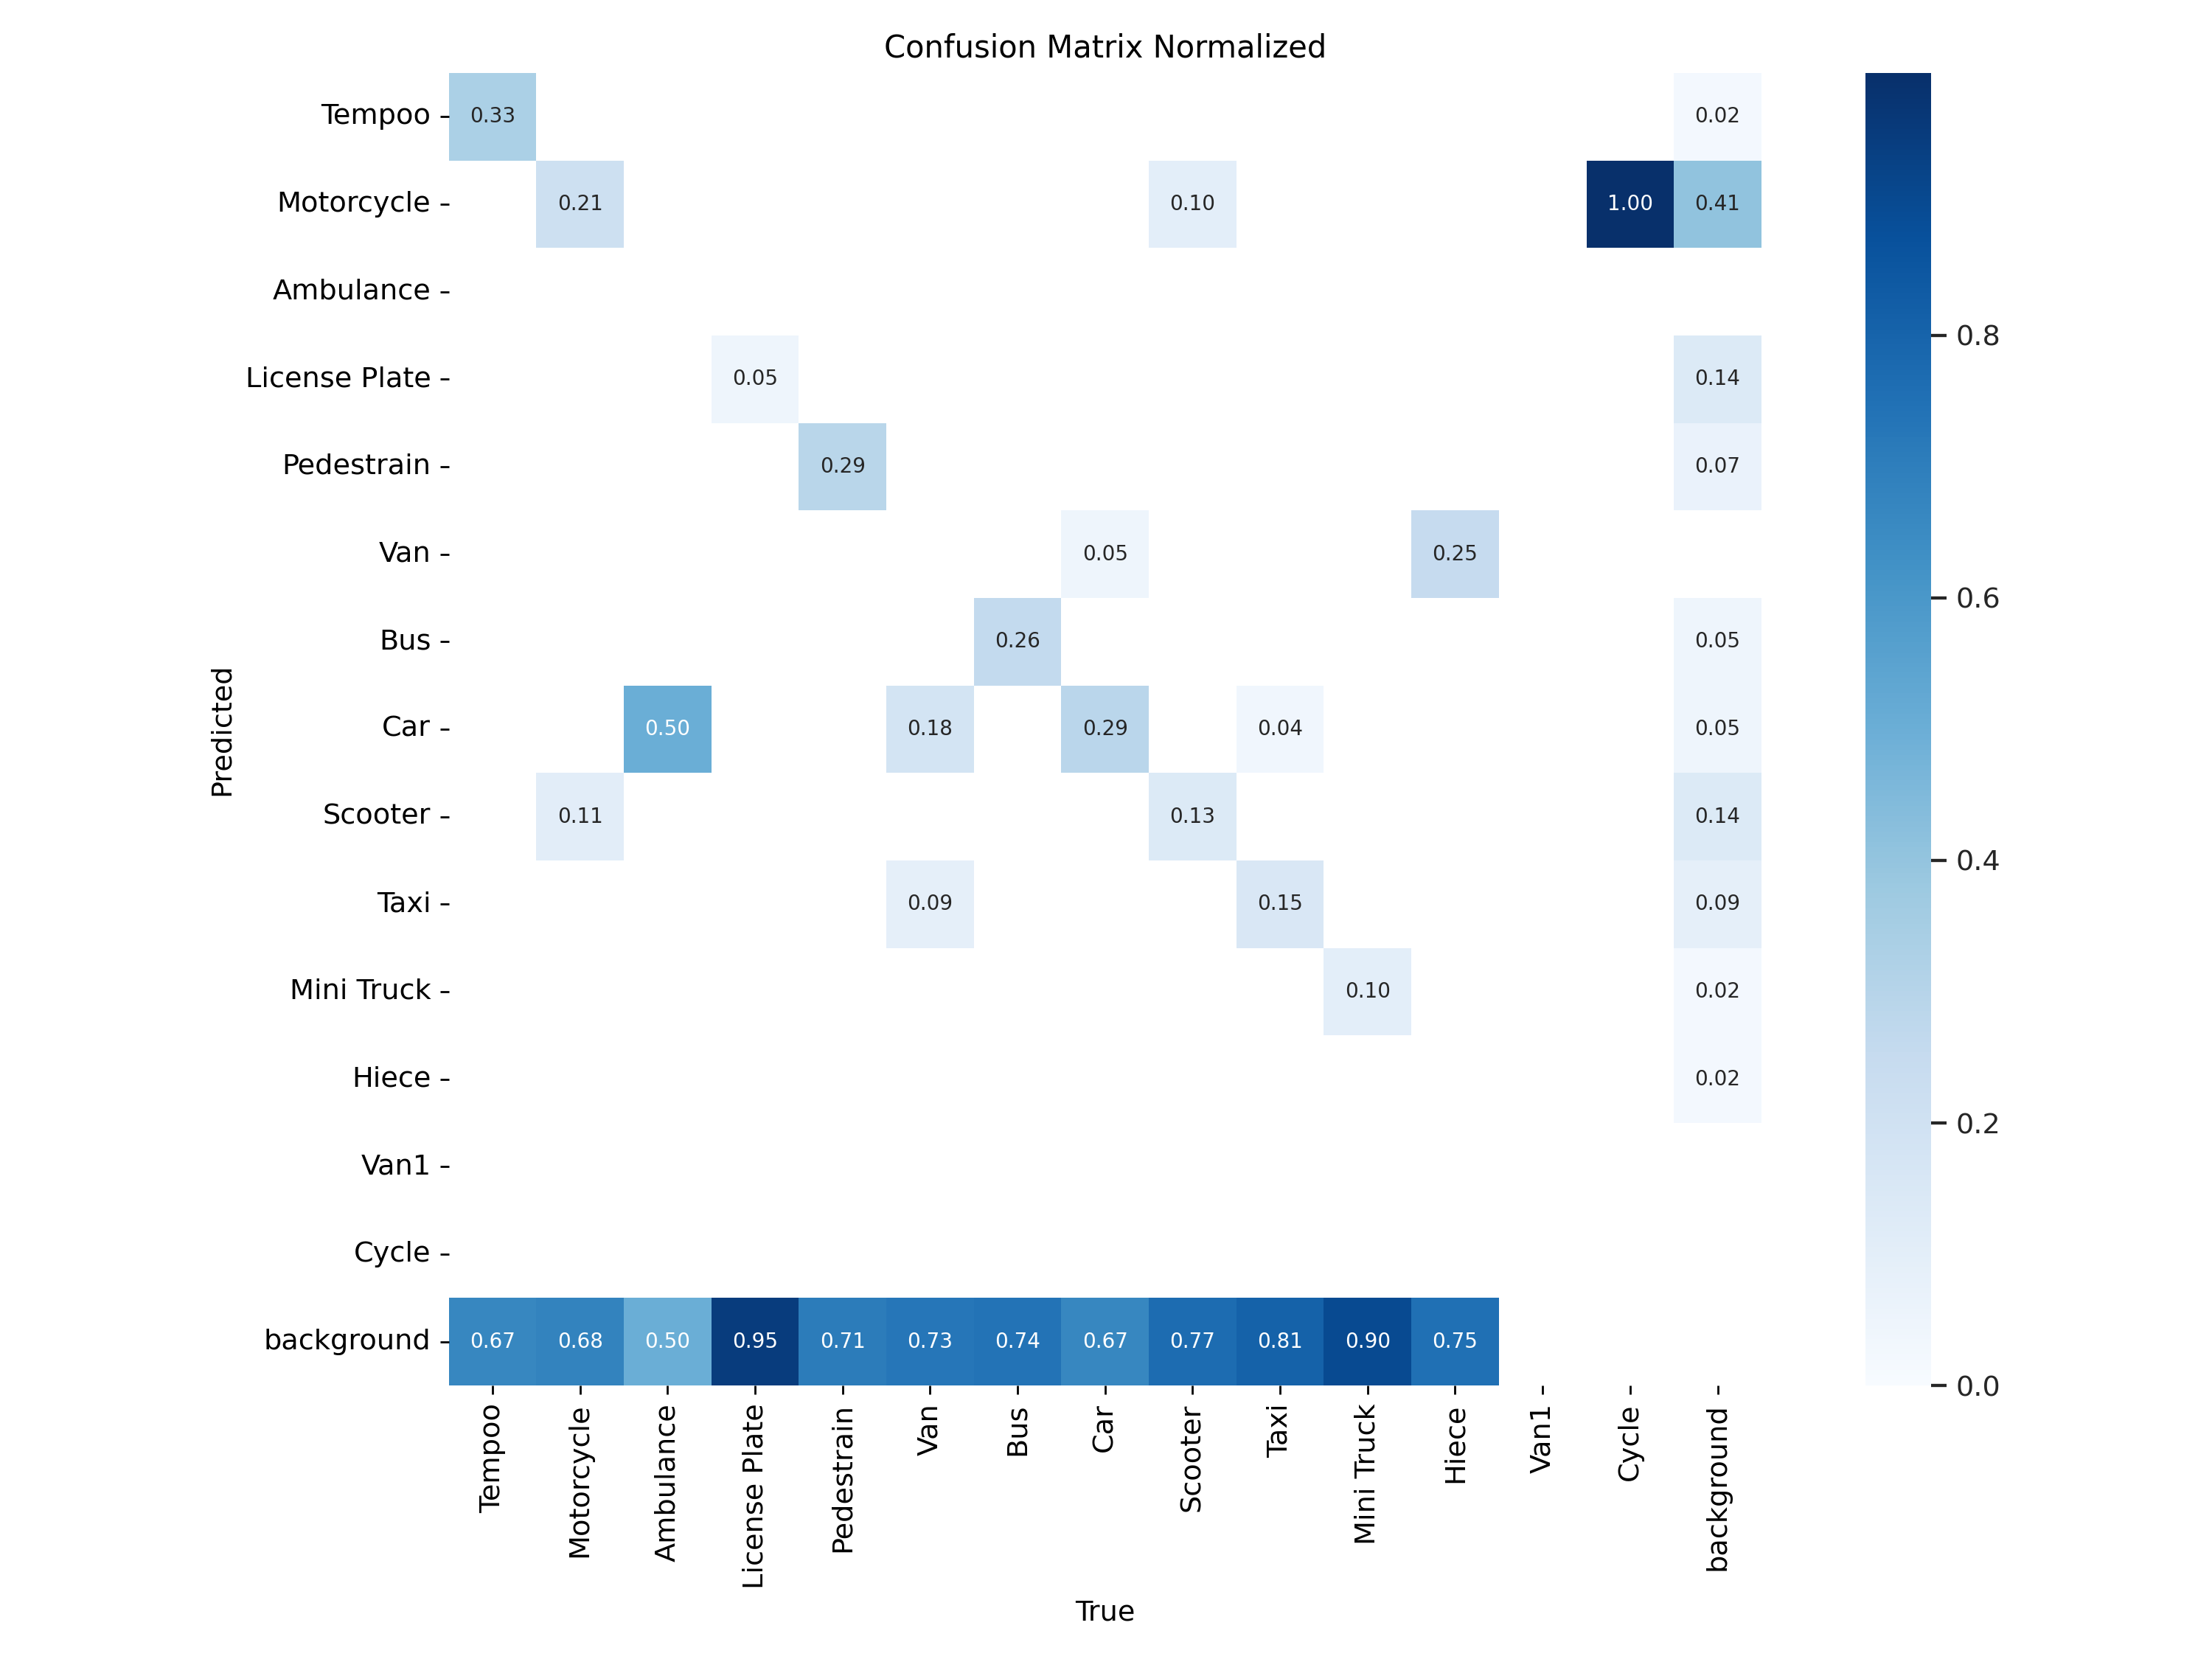 Confusion Matrix Normalized
Tempoo 0.33 0.02
Motorcycle 0.21 0.10 1.00 0.41
Ambulance
License Plate 0.05 0.14
Pedestrain 0.29 0.07
Van 0.05 0.25
Bus 0.26 0.05
Car 0.50 0.18 0.29 0.04 0.05
Scooter 0.11 0.13 0.14
Taxi 0.09 0.15 0.09
Mini Truck 0.10 0.02
Hiece 0.02
Van1
Cycle
background 0.67 0.68 0.50 0.95 0.71 0.73 0.74 0.67 0.77 0.81 0.90 0.75
Predicted
Tempoo Motorcycle Ambulance License Plate Pedestrain Van Bus Car Scooter Taxi Mini Truck Hiece Van1 Cycle background
True
0.8
0.6
0.4
0.2
0.0